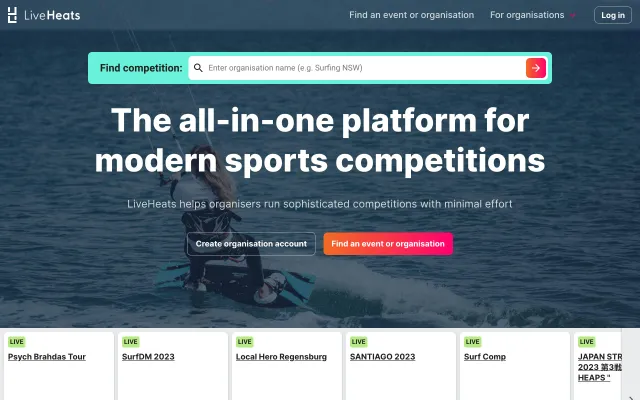 LiveHeats
Find an event or organisation
For organisations
Log in
Find competition:
Enter organisation name (e.g. Surfing NSW)
The all-in-one platform for
modern sports competitions
LiveHeats helps organisers run sophisticated competitions with minimal effort
Create organisation account
Find an event or organisation
LIVE
Psych Brahdas Tour
LIVE
SurfDM 2023
LIVE
Local Hero Regensburg
LIVE
SANTIAGO 2023
LIVE
Surf Comp
LIVE
JAPAN STR
2023 第3戦
HEAPS "